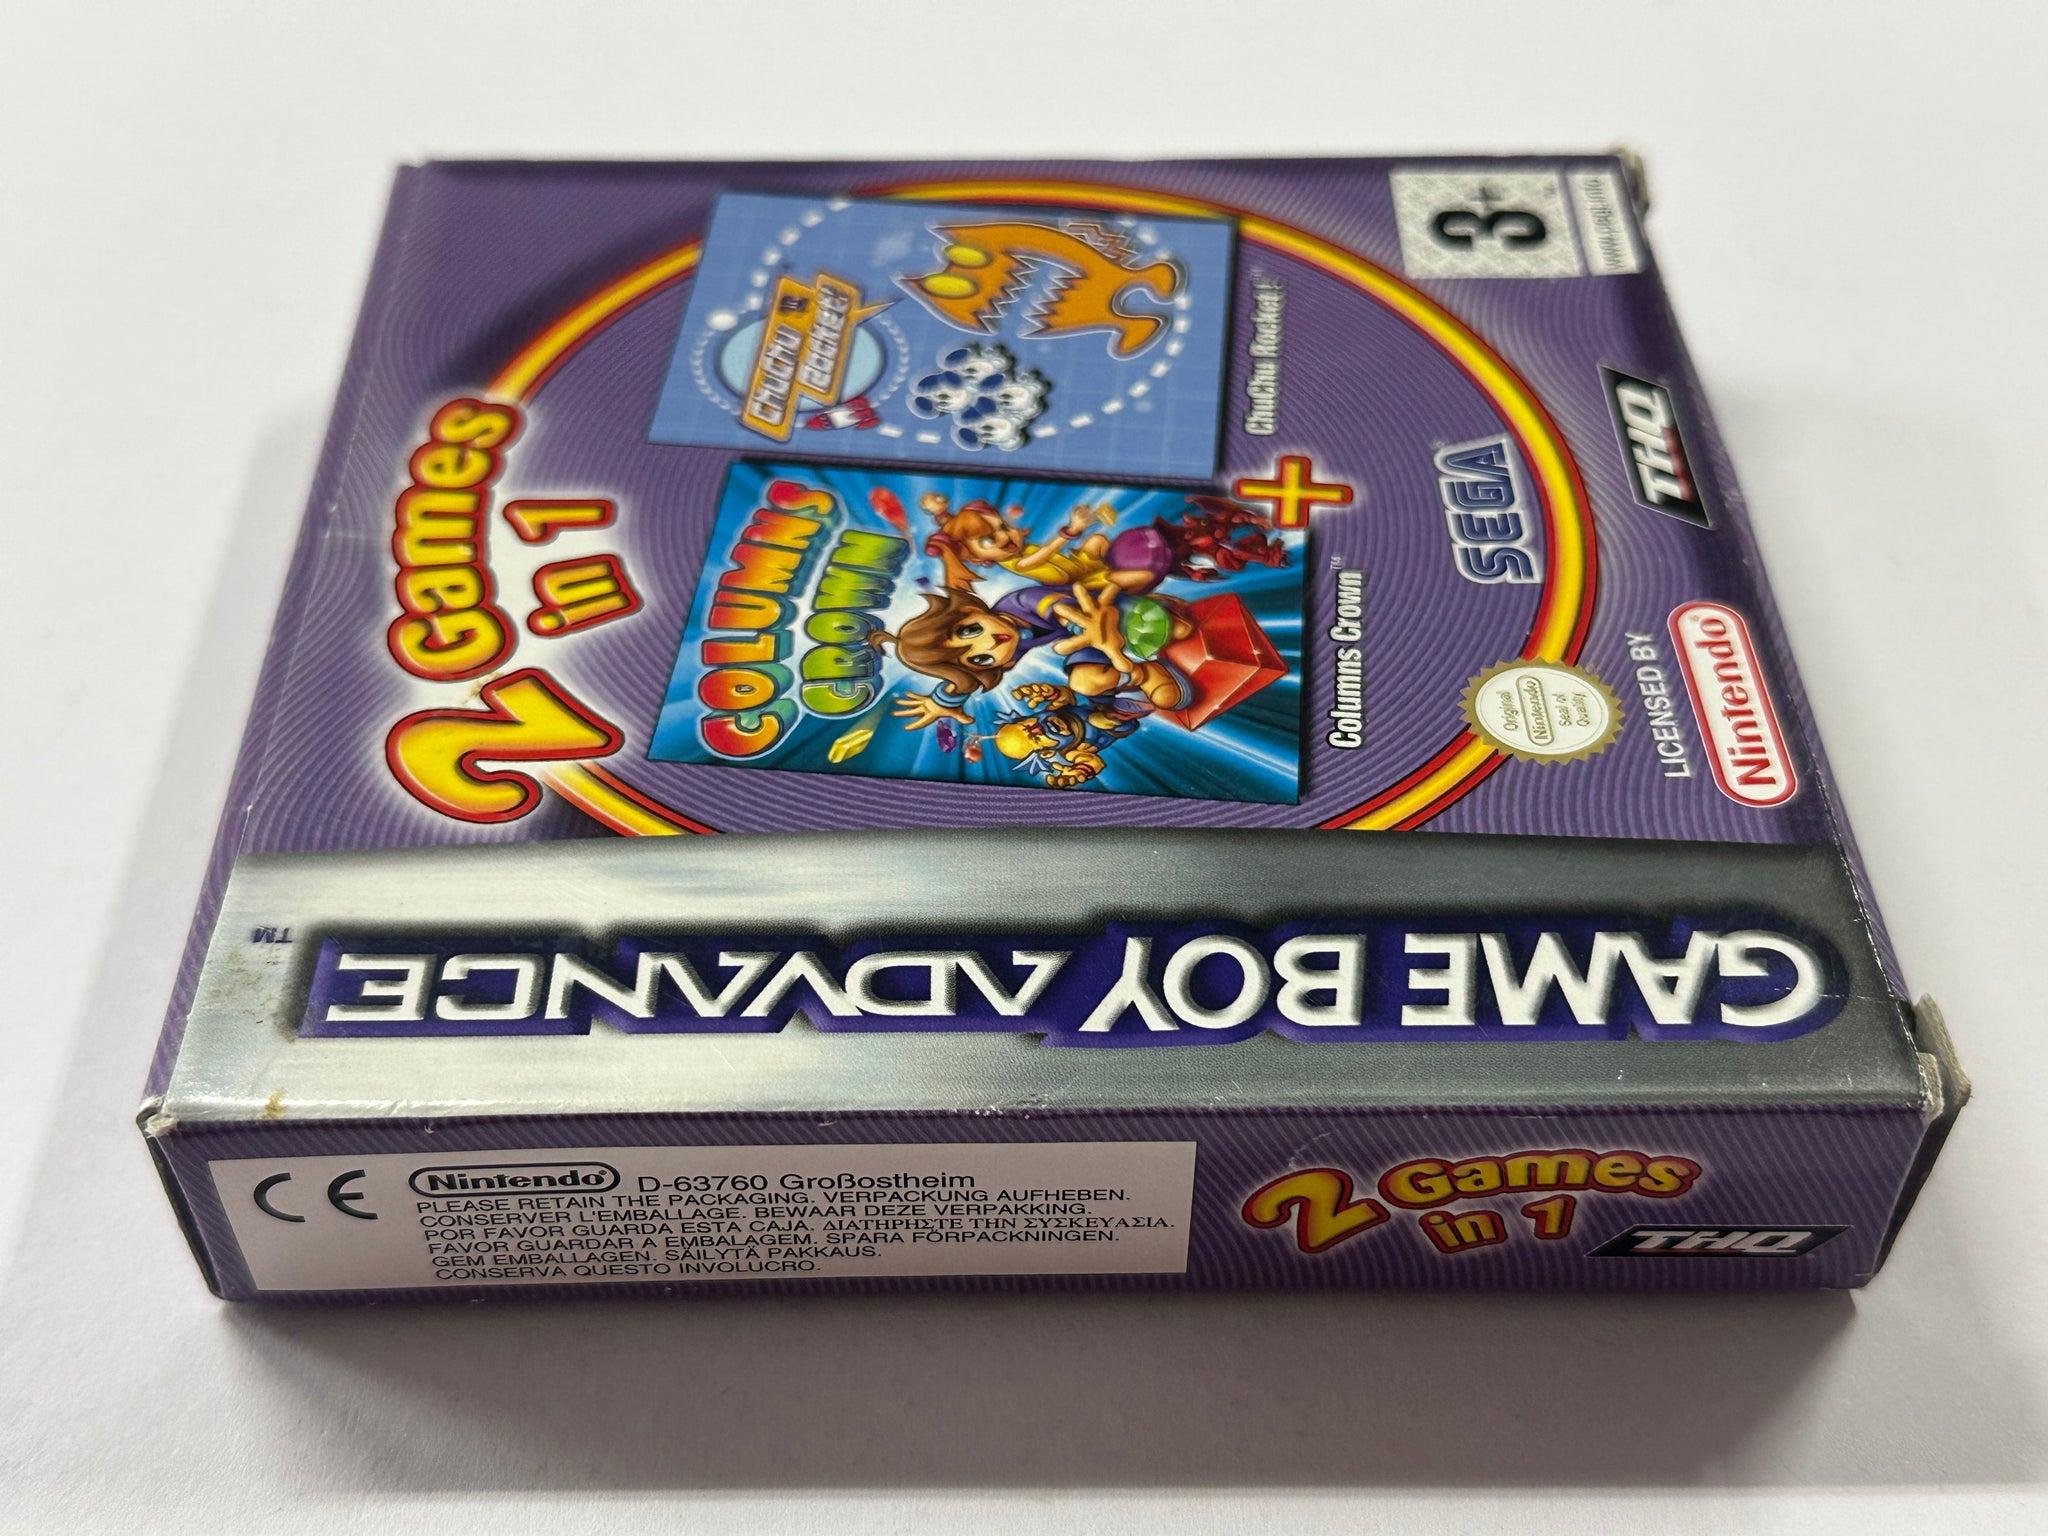 2 Games
in 1
COLUMNS
CROWN
ChuChu
Rocket!
Columns Crown™
+
ChuChu Rocket!™
SEGA®
Original
Nintendo
Seal of
Quality
LICENSED BY
Nintendo®
THQ
3+
www.pegi.info
GAME BOY ADVANCE™
CE
Nintendo® D-63760 Großostheim
PLEASE RETAIN THE PACKAGING. VERPACKUNG AUFHEBEN.
CONSERVER L'EMBALLAGE. BEWAAR DEZE VERPAKKING.
POR FAVOR GUARDA ESTA CAJA. ΔΙΑΤΗΡΗΣΤΕ ΤΗΝ ΣΥΣΚΕΥΑΣΙΑ.
FAVOR GUARDAR A EMBALAGEM. SPARA FÖRPACKNINGEN.
GEM EMBALLAGEN. SÄILYTÄ PAKKAUS.
CONSERVA QUESTO INVOLUCRO.
2 Games
in 1
THQ